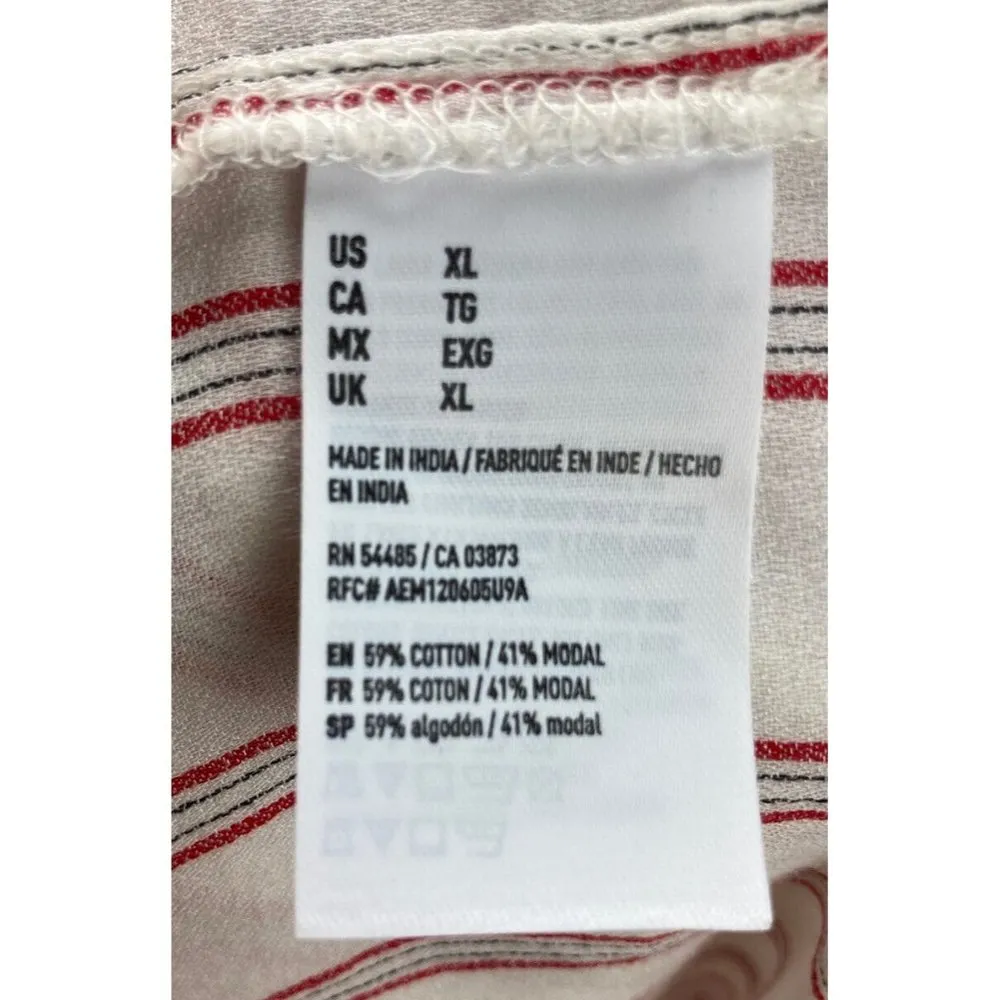 US XL
CA TG
MX EXG
UK XL
MADE IN INDIA / FABRIQUÉ EN INDE / HECHO
EN INDIA
RN 54485 / CA 03873
RFC# AEM120605U9A
EN 59% COTTON / 41% MODAL
FR 59% COTON / 41% MODAL
SP 59% algodón / 41% modal